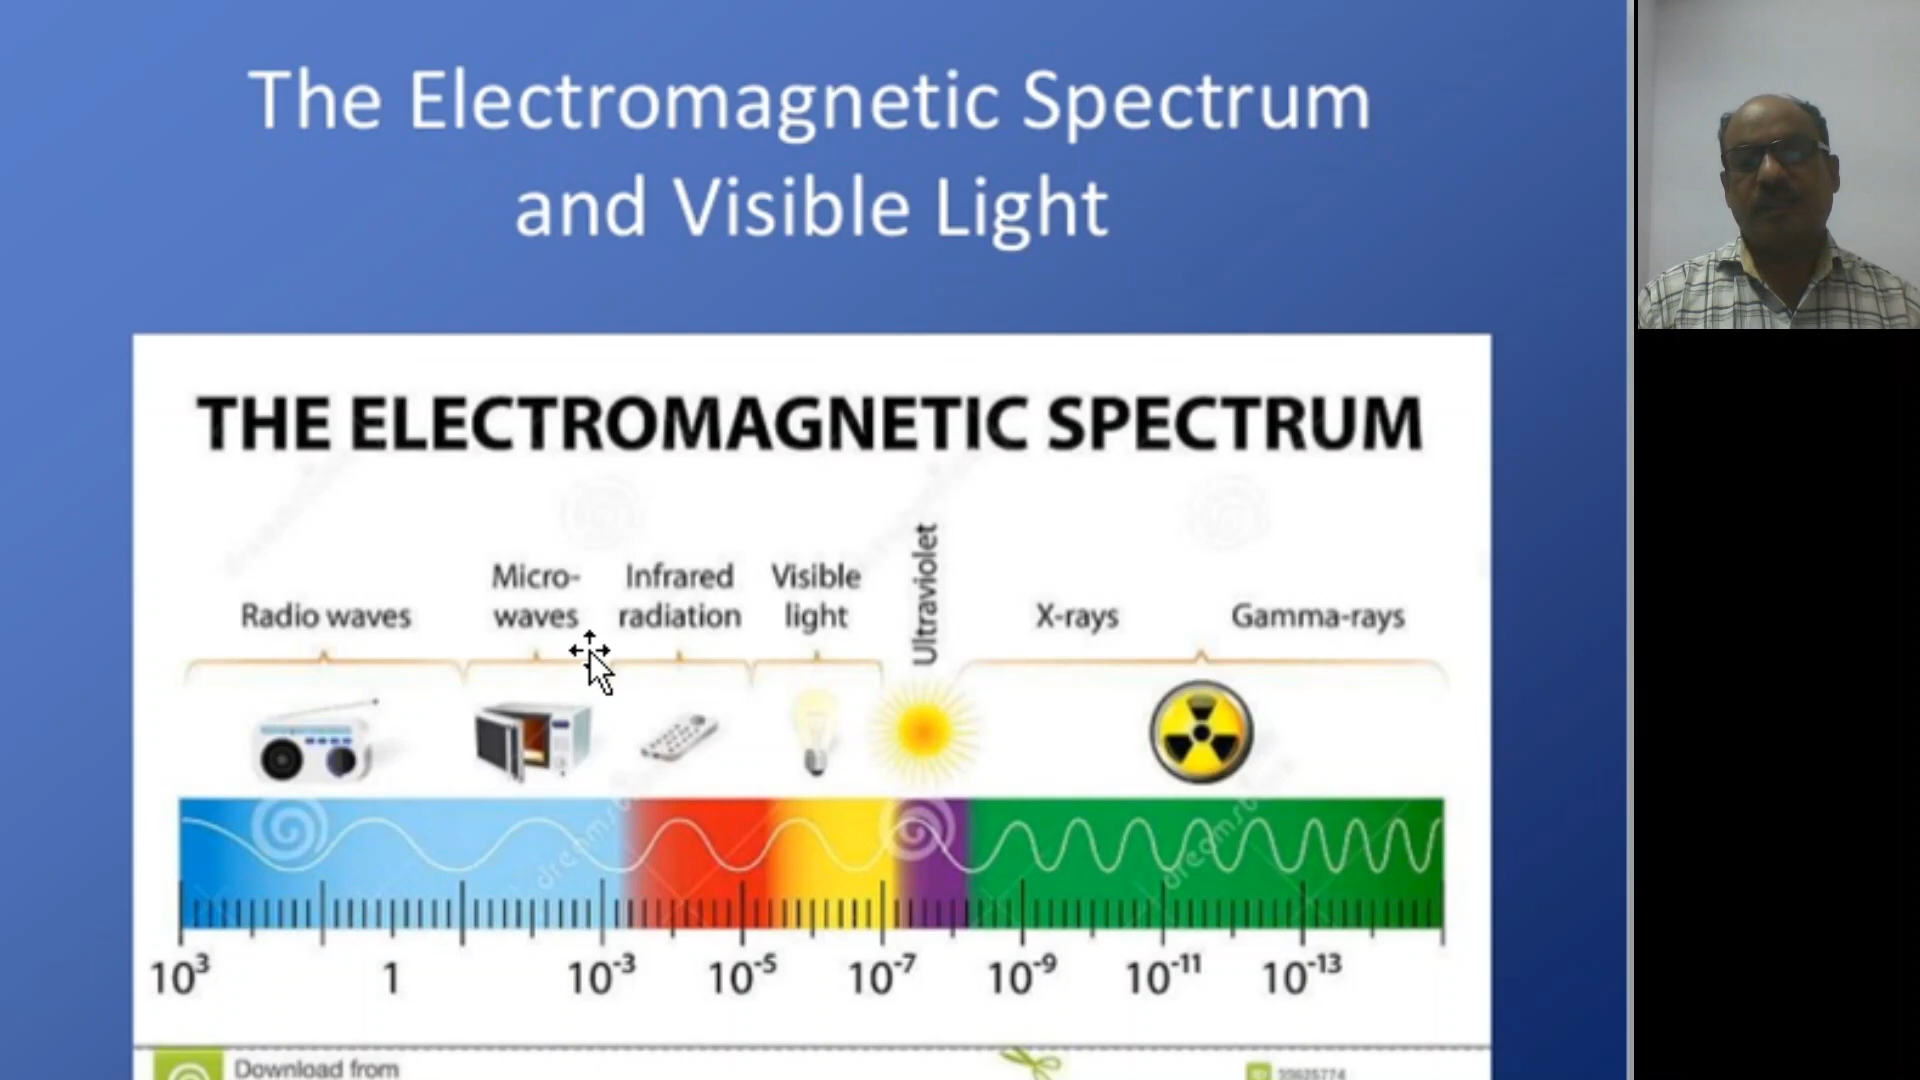 The Electromagnetic Spectrum
and Visible Light
THE ELECTROMAGNETIC SPECTRUM
Radio waves
Micro-
waves
Infrared
radiation
Visible
light
Ultraviolet
X-rays
Gamma-rays
10³ 1 10⁻³ 10⁻⁵ 10⁻⁷ 10⁻⁹ 10⁻¹¹ 10⁻¹³
Download from